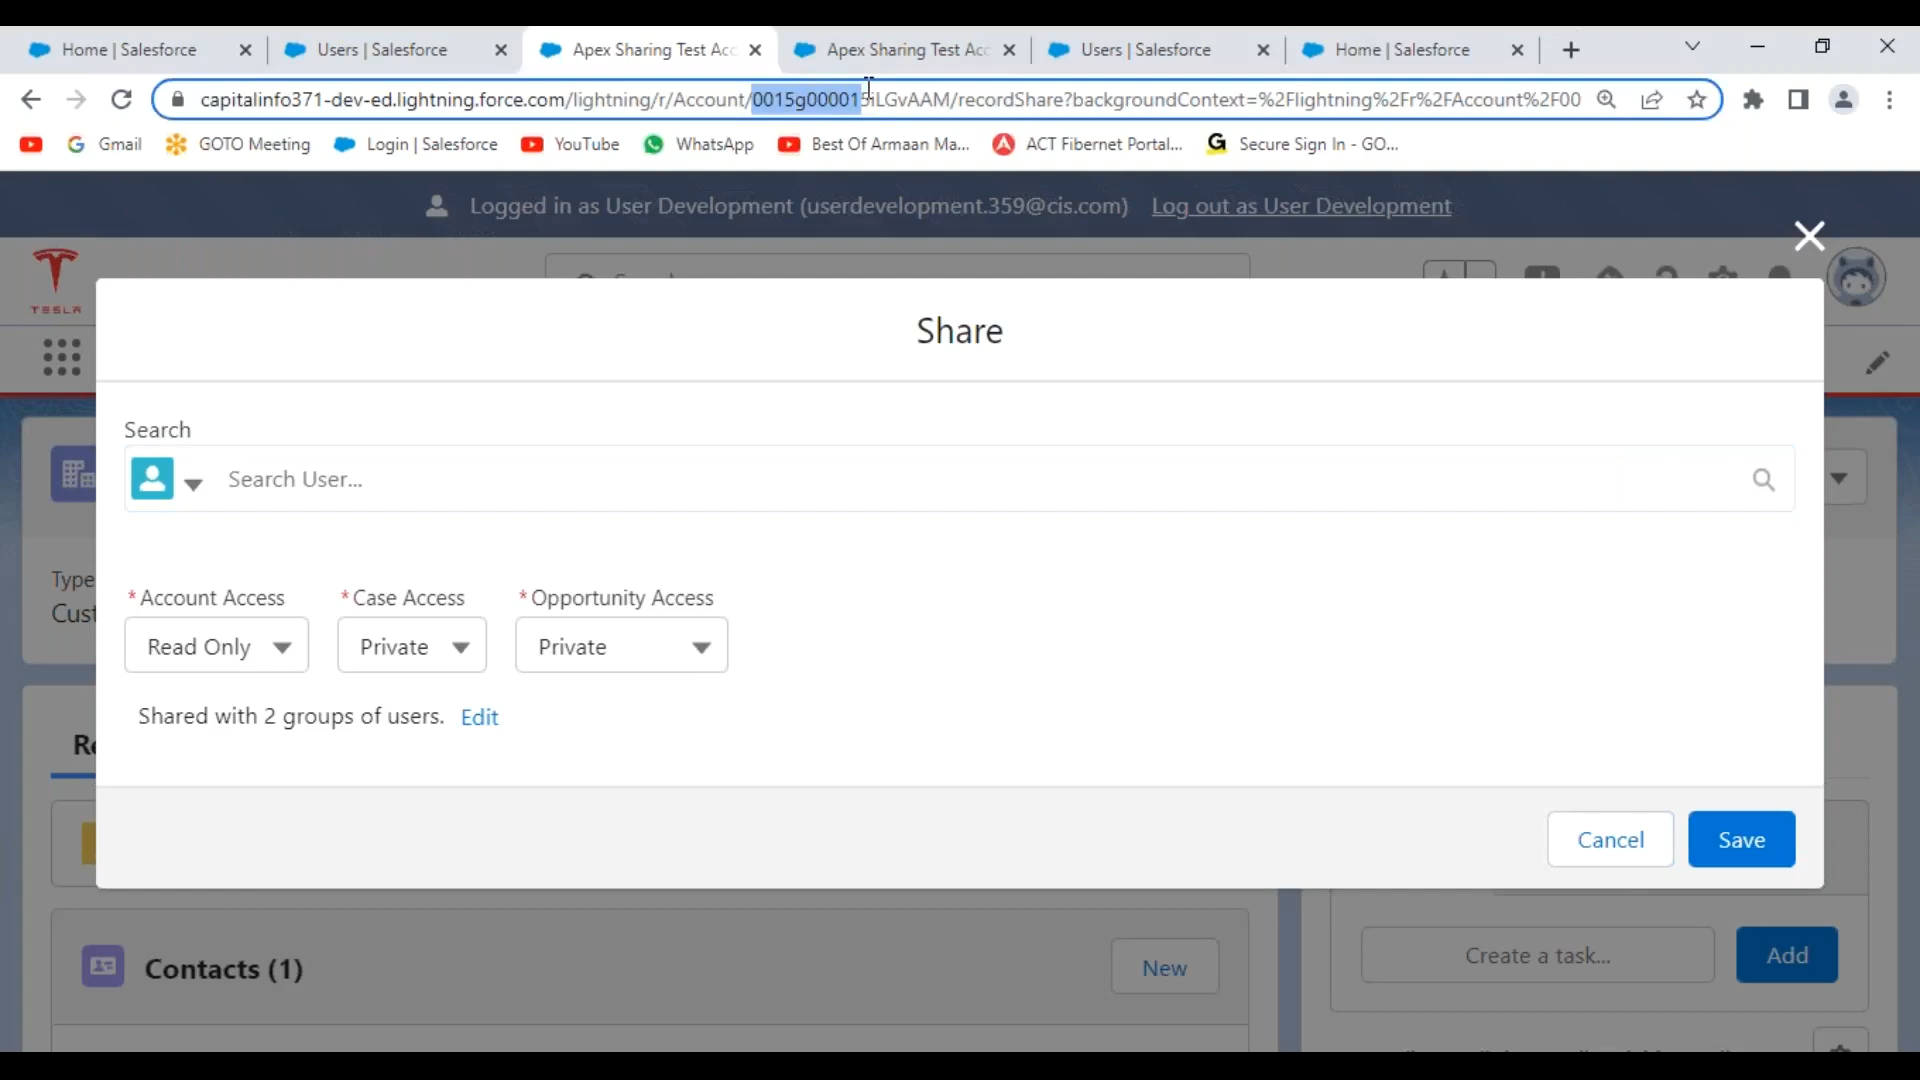 Home | Salesforce
Users | Salesforce
Apex Sharing Test Acc
Apex Sharing Test Acc
Users | Salesforce
Home | Salesforce
capitalinfo371-dev-ed.lightning.force.com/lightning/r/Account/0015g000015iLGvAAM/recordShare?backgroundContext=%2Flightning%2Fr%2FAccount%2F00
Gmail
GOTO Meeting
Login | Salesforce
YouTube
WhatsApp
Best Of Armaan Ma...
ACT Fibernet Portal...
Secure Sign In - GO...
Logged in as User Development (userdevelopment.359@cis.com)
Log out as User Development
TESLA
Share
Search
Search User...
Type
Cust
*Account Access
*Case Access
*Opportunity Access
Read Only
Private
Private
Shared with 2 groups of users. Edit
Re
Cancel
Save
Contacts (1)
New
Create a task...
Add